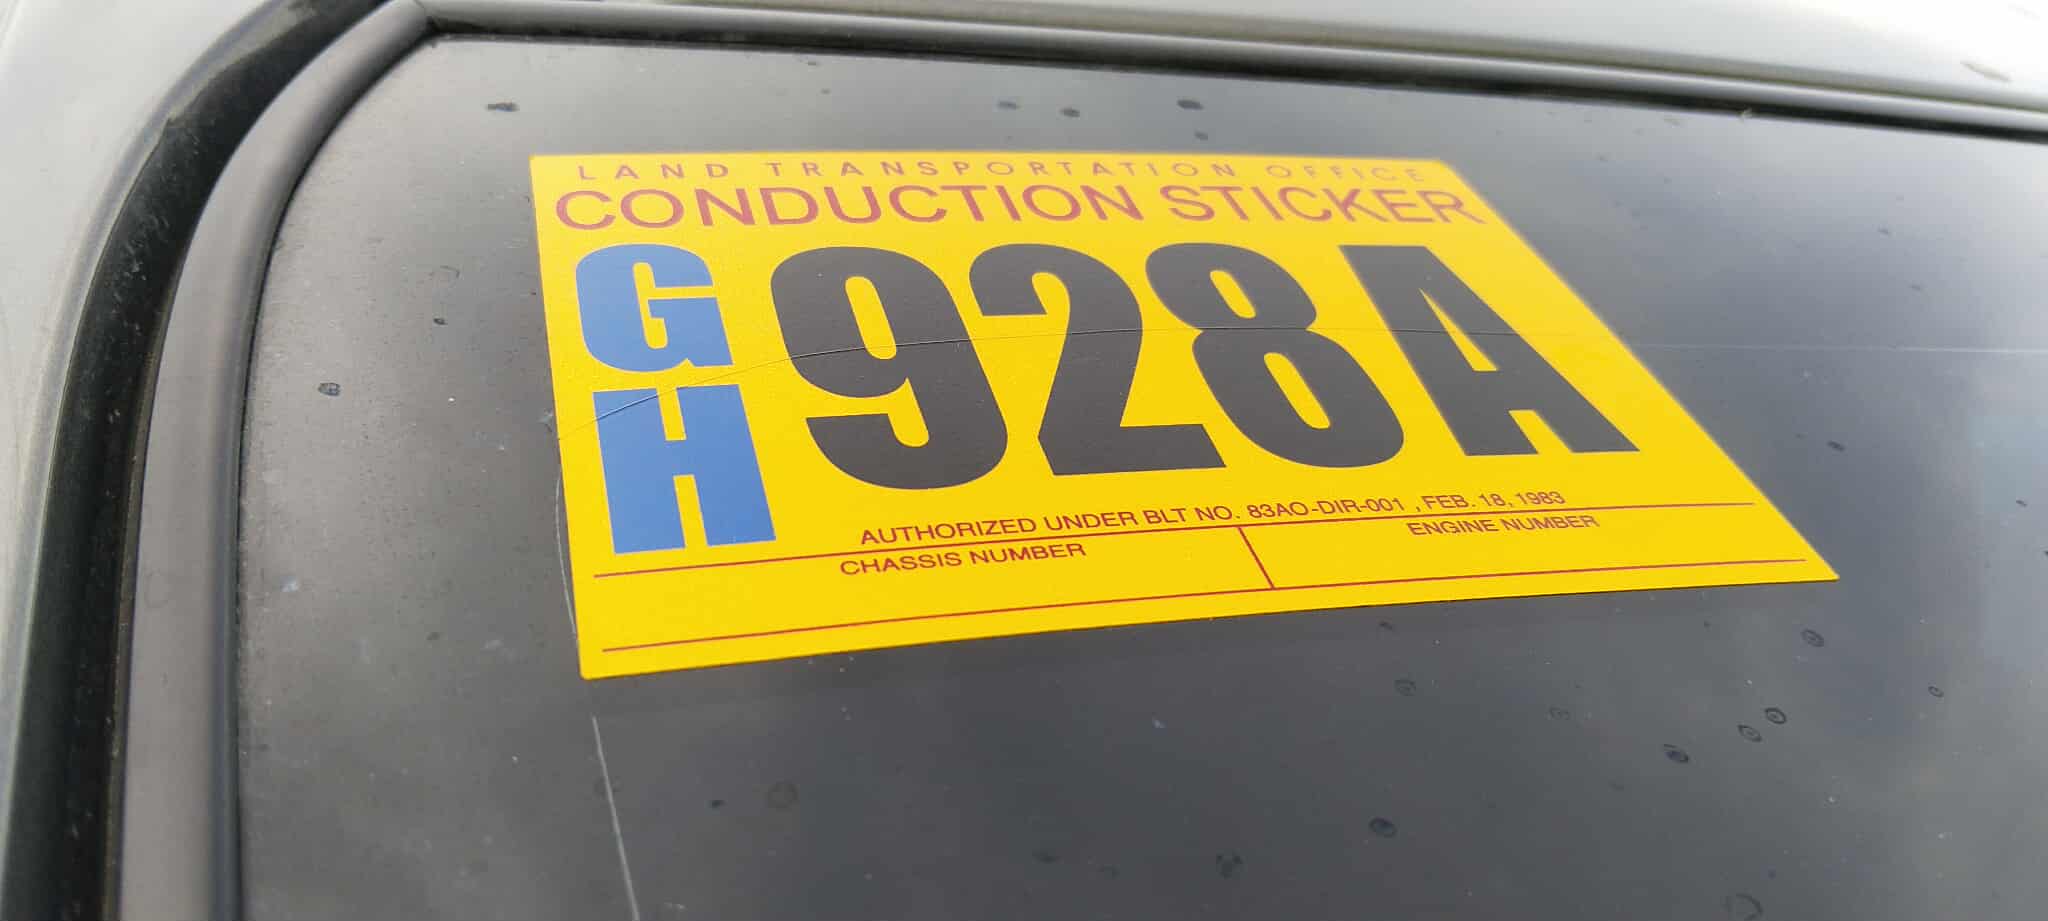 LAND TRANSPORTATION OFFICE
CONDUCTION STICKER
GH 928A
AUTHORIZED UNDER BLT NO. 83AO-DIR-001 , FEB. 18, 1983
CHASSIS NUMBER ENGINE NUMBER